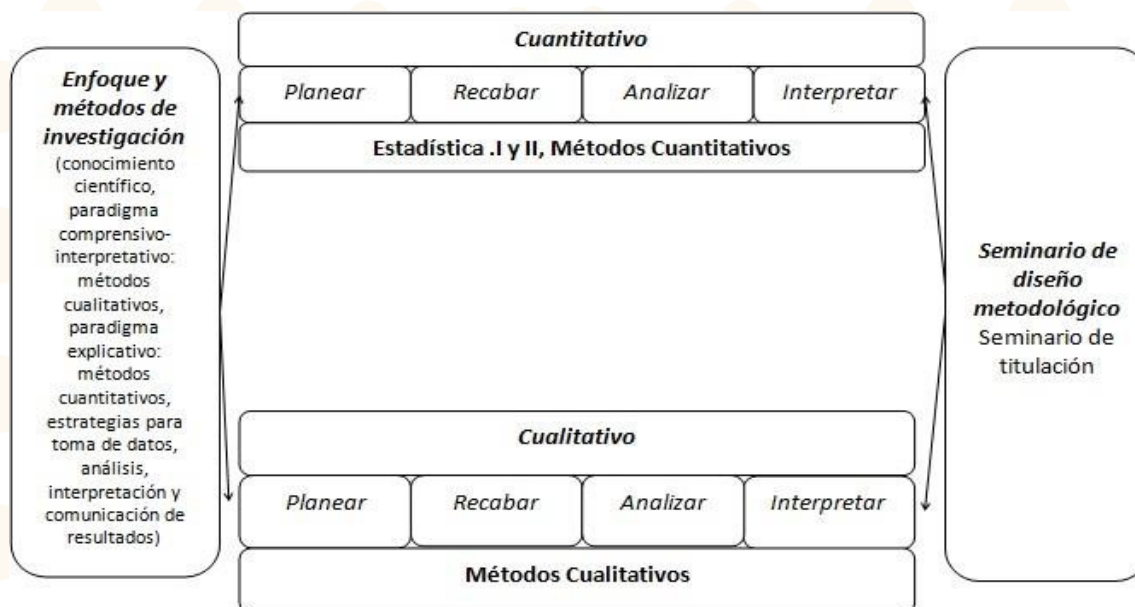 Enfoque y
métodos de
investigación
(conocimiento
científico,
paradigma
comprensivo-
interpretativo:
métodos
cualitativos,
paradigma
explicativo:
métodos
cuantitativos,
estrategias para
toma de datos,
análisis,
interpretación y
comunicación de
resultados)
Cuantitativo
Planear Recabar Analizar Interpretar
Estadística .I y II, Métodos Cuantitativos
Cualitativo
Planear Recabar Analizar Interpretar
Métodos Cualitativos
Seminario de
diseño
metodológico
Seminario de
titulación